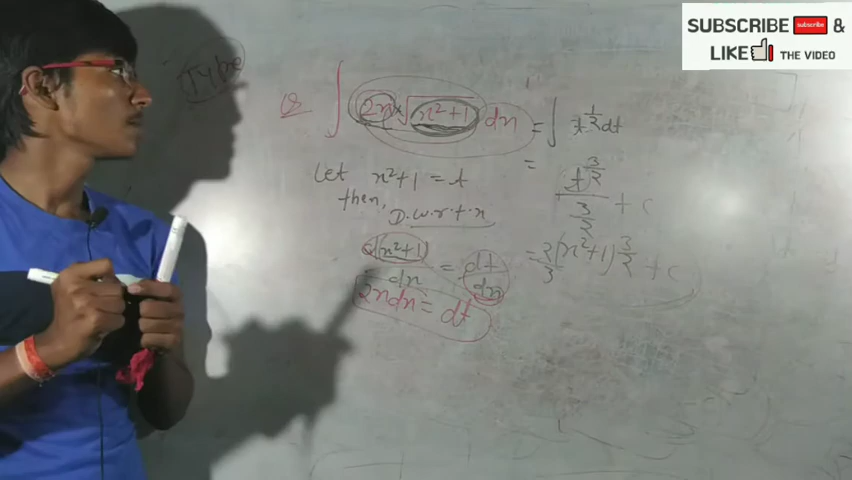 SUBSCRIBE subscribe &
LIKE THE VIDEO
Type
Q ∫ 2x × √x²+1 dx = ∫ t^1/2 dt
Let x²+1 = t
then,
D.w.r.t.x
= t^3/2 / 3/2 + c
d(x²+1)/dx = dt/dx
= 2/3 (x²+1)^3/2 + c
2xdx = dt